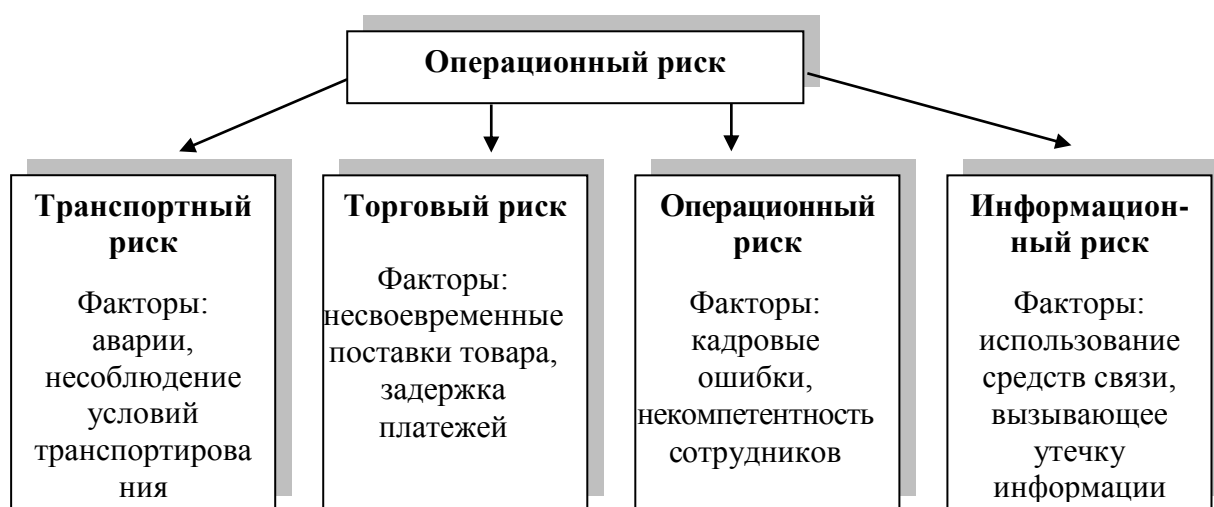 Операционный риск
Транспортный
риск
Факторы:
аварии,
несоблюдение
условий
транспортирова
ния
Торговый риск
Факторы:
несвоевременные
поставки товара,
задержка
платежей
Операционный
риск
Факторы:
кадровые
ошибки,
некомпетентность
сотрудников
Информацион-
ный риск
Факторы:
использование
средств связи,
вызывающее
утечку
информации